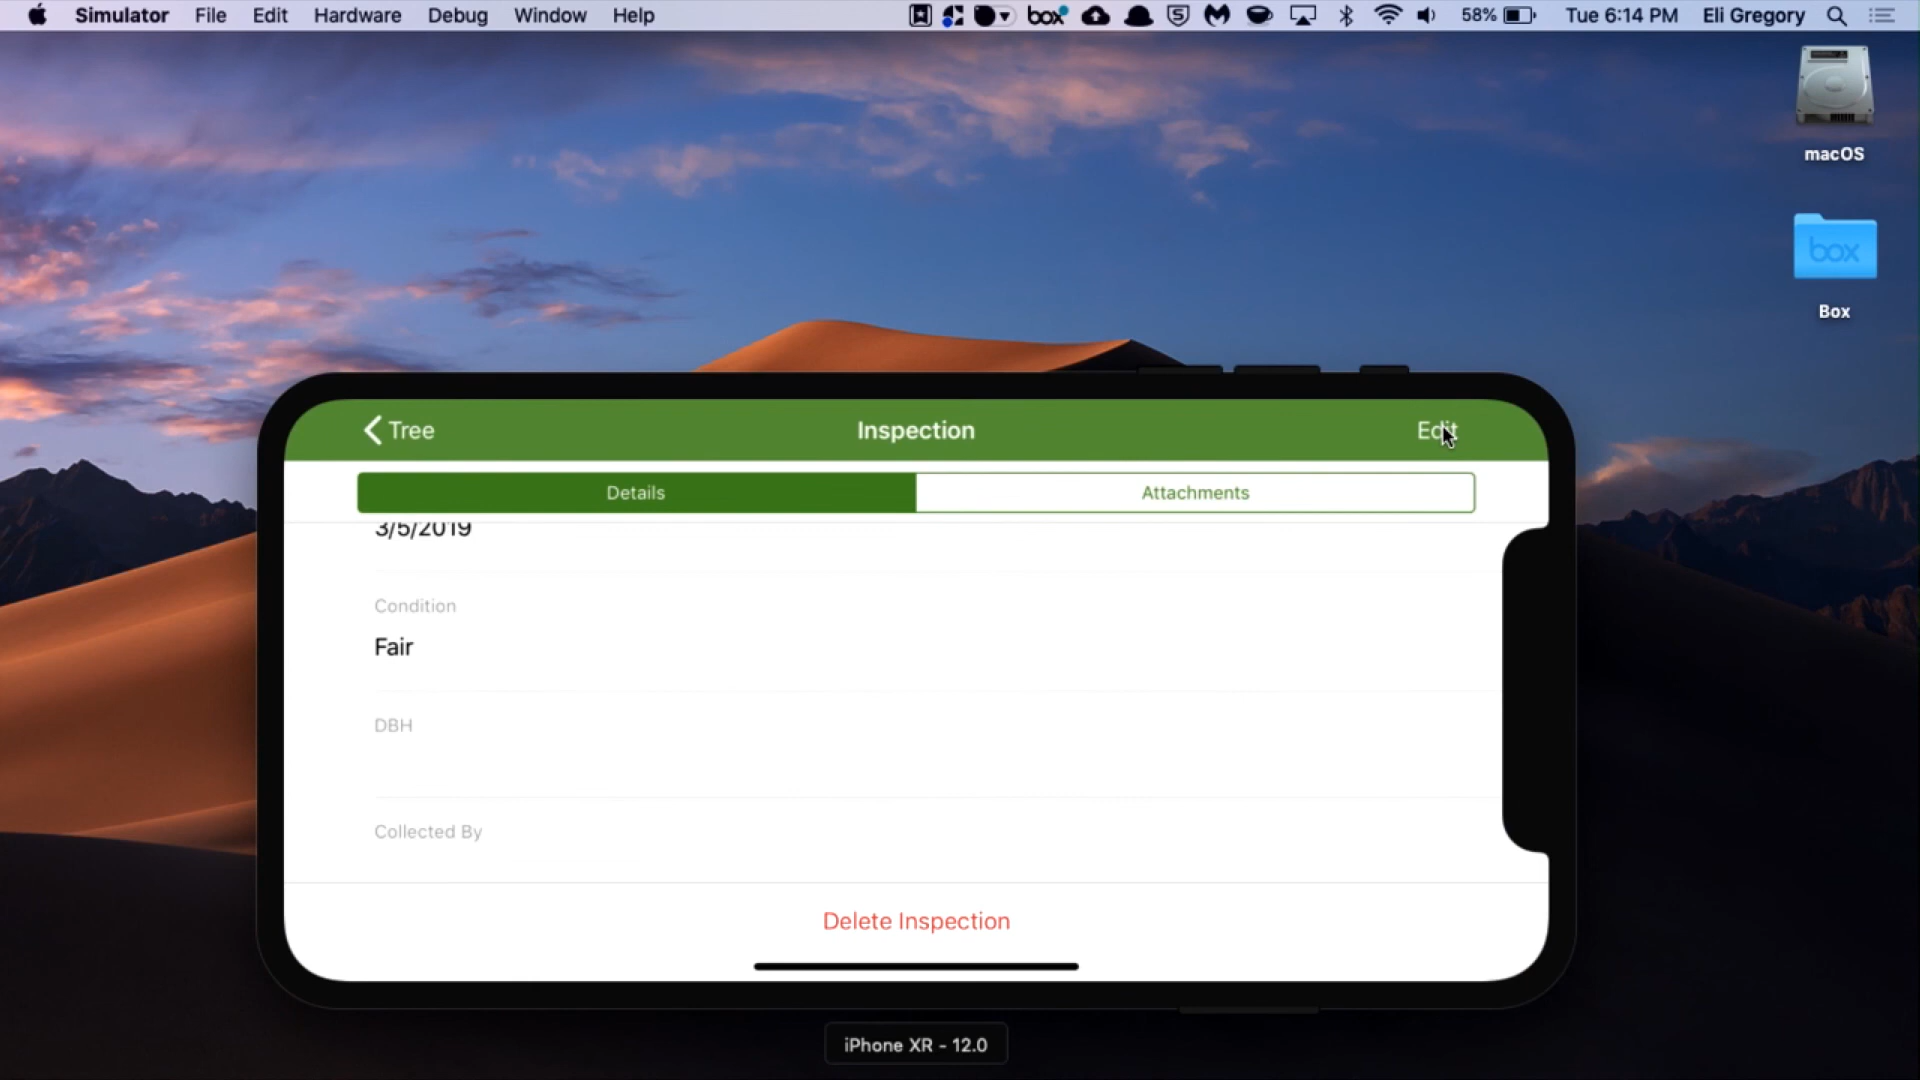 Simulator File Edit Hardware Debug Window Help box 58% Tue 6:14 PM Eli Gregory
macOS
box
Box
Tree Inspection Edit
Details Attachments
3/5/2019
Condition
Fair
DBH
Collected By
Delete Inspection
iPhone XR - 12.0